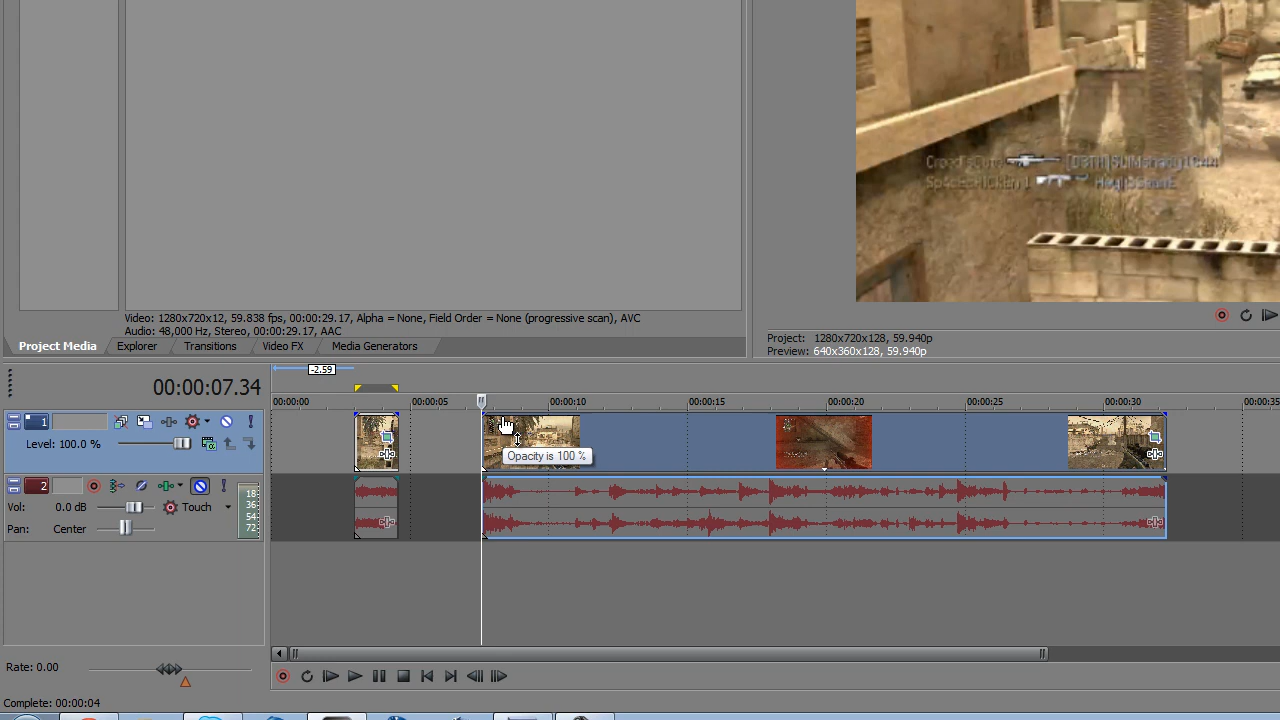 Video: 1280x720x12, 59.838 fps, 00:00:29.17, Alpha = None, Field Order = None (progressive scan), AVC
Audio: 48,000 Hz, Stereo, 00:00:29.17, AAC
Project Media
Explorer
Transitions
Video FX
Media Generators
Project: 1280x720x128, 59.940p
Preview: 640x360x128, 59.940p
-2.59
00:00:07.34
00:00:00
00:00:05
00:00:10
00:00:15
00:00:20
00:00:25
00:00:30
00:00:35
1
Level: 100.0 %
Opacity is 100 %
2
18
36
54
72
Vol:
0.0 dB
Touch
Pan:
Center
Rate: 0.00
Complete: 00:00:04